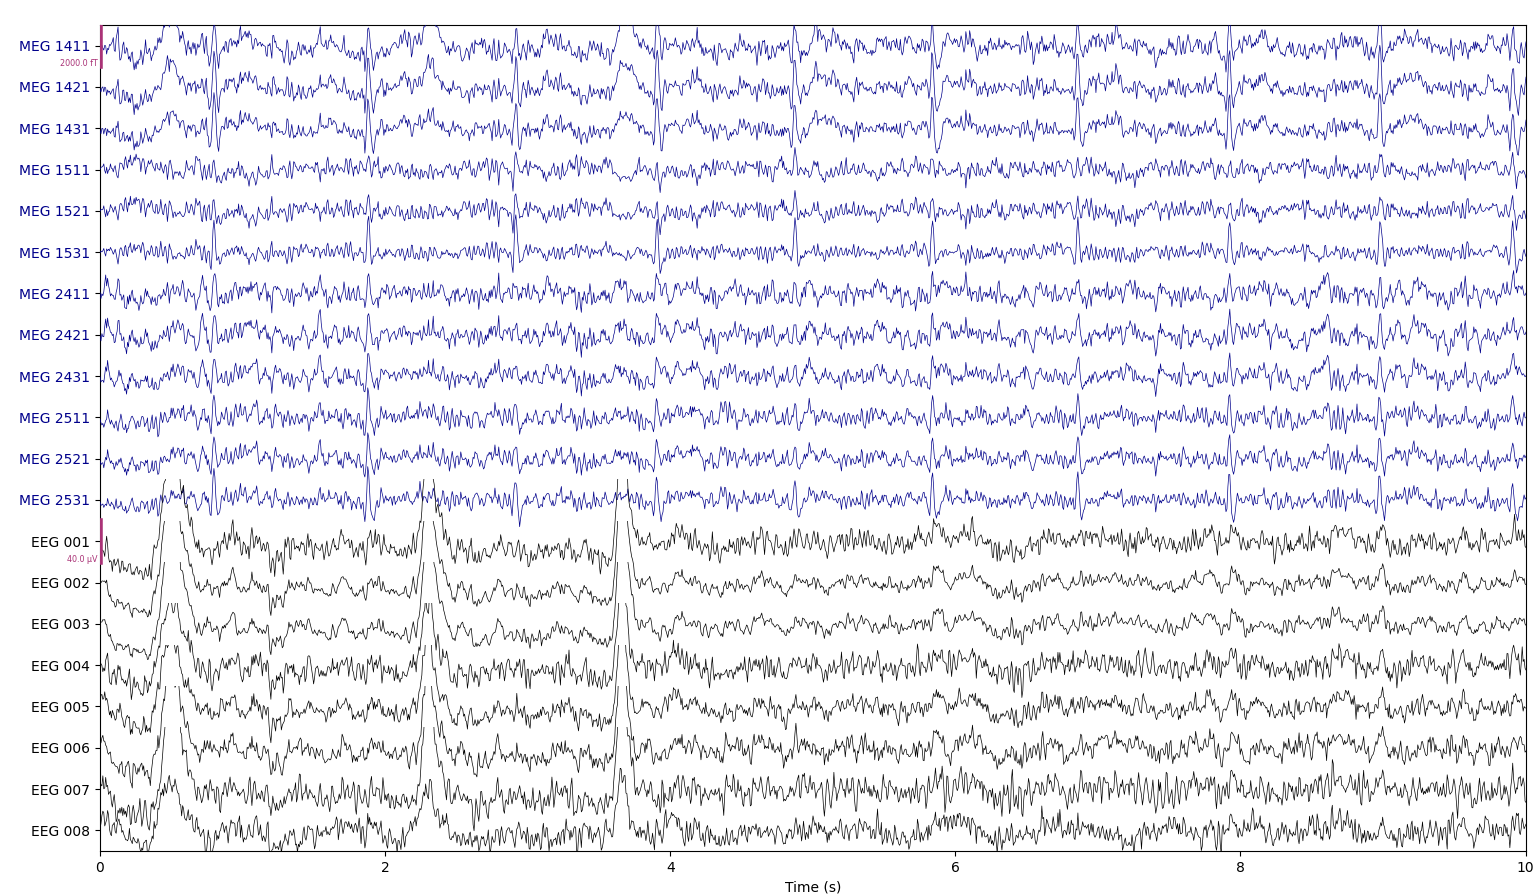 MEG 1411
2000.0 fT
MEG 1421
MEG 1431
MEG 1511
MEG 1521
MEG 1531
MEG 2411
MEG 2421
MEG 2431
MEG 2511
MEG 2521
MEG 2531
EEG 001
40.0 µV
EEG 002
EEG 003
EEG 004
EEG 005
EEG 006
EEG 007
EEG 008
0 2 4 6 8 10
Time (s)